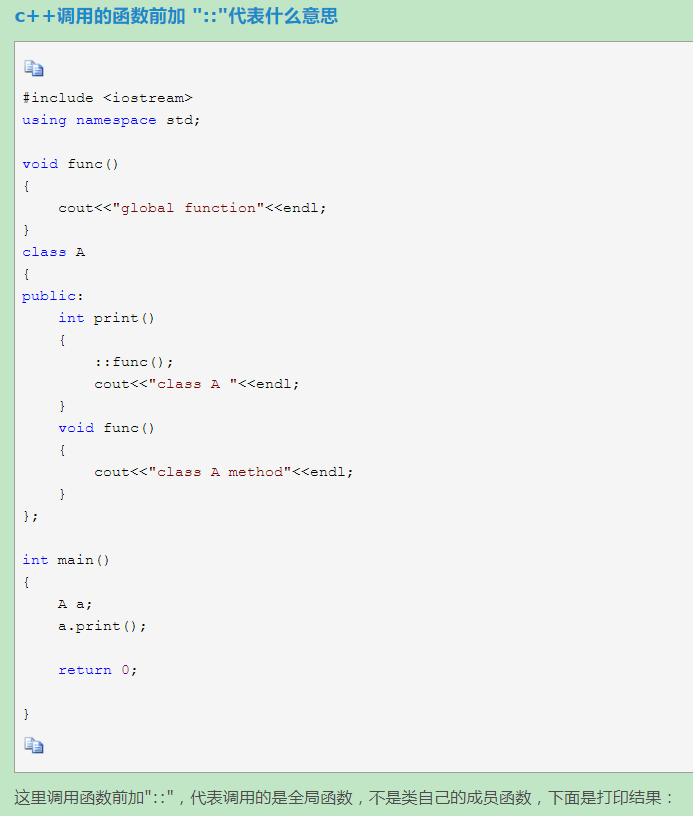 c++调用的函数前加 "::"代表什么意思
#include <iostream>
using namespace std;
void func()
{
    cout<<"global function"<<endl;
}
class A
{
public:
    int print()
    {
        ::func();
        cout<<"class A "<<endl;
    }
    void func()
    {
        cout<<"class A method"<<endl;
    }
};
int main()
{
    A a;
    a.print();
    return 0;
}
这里调用函数前加"::"，代表调用的是全局函数，不是类自己的成员函数，下面是打印结果：